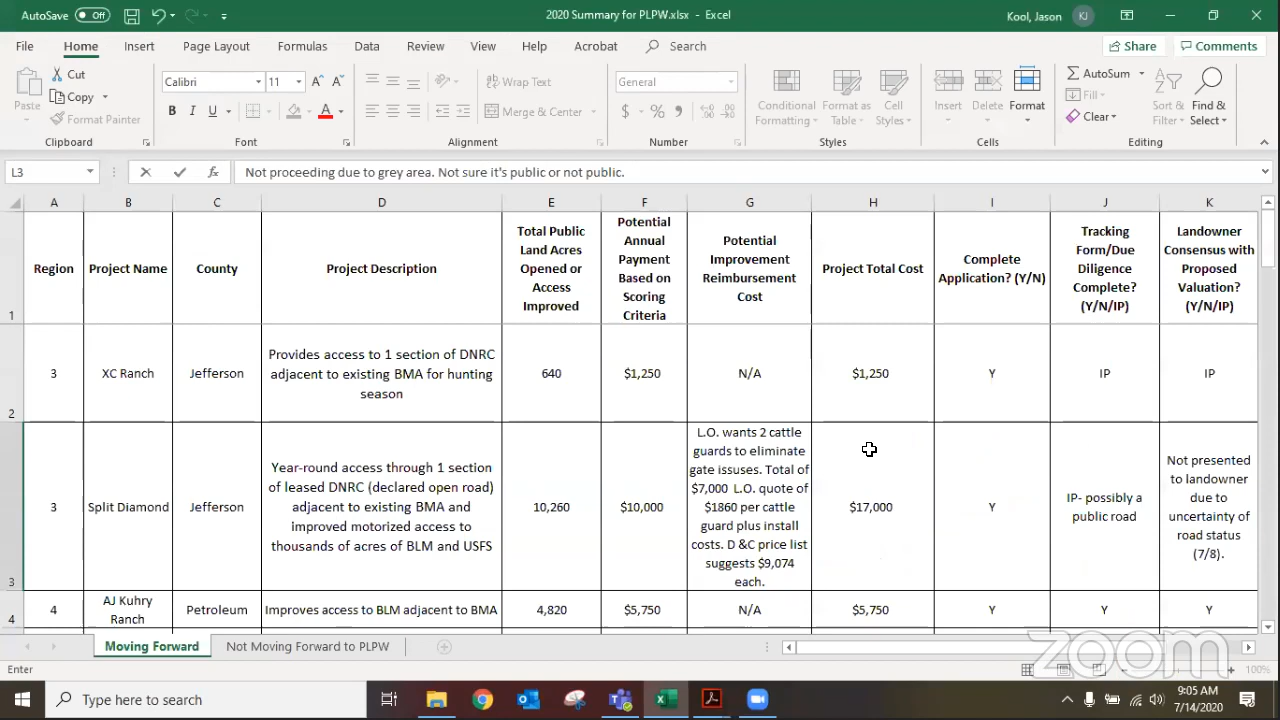 AutoSave Off
2020 Summary for PLPW.xlsx - Excel
Kool, Jason KJ
File Home Insert Page Layout Formulas Data Review View Help Acrobat Search Share Comments
Paste
Cut
Copy
Format Painter
Clipboard
Calibri 11
B I U
Font
Wrap Text
Merge & Center
Alignment
General
$ % ,
Number
Conditional Formatting
Format as Table
Cell Styles
Styles
Insert Delete Format
Cells
AutoSum
Fill
Clear
Sort & Filter
Find & Select
Editing
L3 fx Not proceeding due to grey area. Not sure it's public or not public.
A B C D E F G H I J K
1
Region
Project Name
County
Project Description
Total Public
Land Acres
Opened or
Access
Improved
Potential
Annual
Payment
Based on
Scoring
Criteria
Potential
Improvement
Reimbursement
Cost
Project Total Cost
Complete
Application? (Y/N)
Tracking
Form/Due
Diligence
Complete?
(Y/N/IP)
Landowner
Consensus with
Proposed
Valuation?
(Y/N/IP)
2
3
XC Ranch
Jefferson
Provides access to 1 section of DNRC
adjacent to existing BMA for hunting
season
640
$1,250
N/A
$1,250
Y
IP
IP
3
3
Split Diamond
Jefferson
Year-round access through 1 section
of leased DNRC (declared open road)
adjacent to existing BMA and
improved motorized access to
thousands of acres of BLM and USFS
10,260
$10,000
L.O. wants 2 cattle
guards to eliminate
gate issuses. Total of
$7,000 L.O. quote of
$1860 per cattle
guard plus install
costs. D &C price list
suggests $9,074
each.
$17,000
Y
IP- possibly a
public road
Not presented
to landowner
due to
uncertainty of
road status
(7/8).
4
4
AJ Kuhry
Ranch
Petroleum
Improves access to BLM adjacent to BMA
4,820
$5,750
N/A
$5,750
Y
Y
Y
Moving Forward
Not Moving Forward to PLPW
Enter
100%
zoom
Type here to search
9:05 AM
7/14/2020